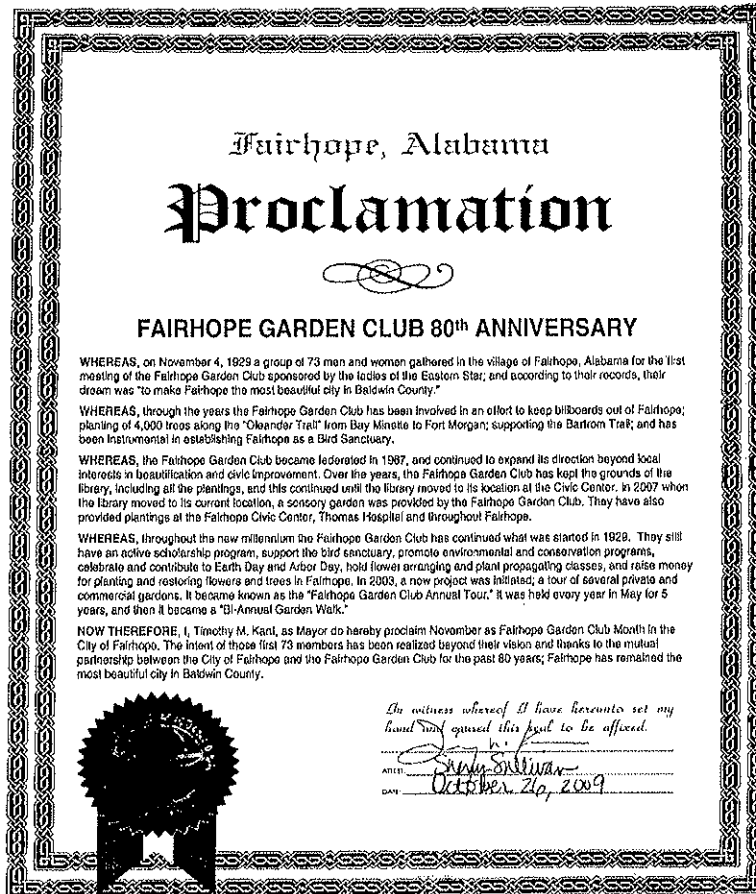 Fairhope, Alabama
Proclamation
FAIRHOPE GARDEN CLUB 80th ANNIVERSARY
WHEREAS, on November 4, 1929 a group of 73 men and women gathered in the village of Fairhope, Alabama for the first
meeting of the Fairhope Garden Club sponsored by the ladies of the Eastern Star; and according to their records, their
dream was "to make Fairhope the most beautiful city in Baldwin County."
WHEREAS, through the years the Fairhope Garden Club has been involved in an effort to keep billboards out of Fairhope;
planting of 4,000 trees along the "Oleander Trail" from Bay Minette to Fort Morgan; supporting the Bartrom Trail; and has
been instrumental in establishing Fairhope as a Bird Sanctuary.
WHEREAS, the Fairhope Garden Club became federated in 1967, and continued to expand its direction beyond local
interests in beautification and civic improvement. Over the years, the Fairhope Garden Club has kept the grounds of the
library, including all the plantings, and this continued until the library moved to its location at the Civic Center. In 2007 when
the library moved to its current location, a sensory garden was provided by the Fairhope Garden Club. They have also
provided plantings at the Fairhope Civic Center, Thomas Hospital and throughout Fairhope.
WHEREAS, throughout the new millennium the Fairhope Garden Club has continued what was started in 1929. They still
have an active scholarship program, support the bird sanctuary, promote environmental and conservation programs,
celebrate and contribute to Earth Day and Arbor Day, hold flower arranging and plant propagating classes, and raise money
for planting and restoring flowers and trees in Fairhope. In 2003, a new project was initiated; a tour of several private and
commercial gardens. It became known as the "Fairhope Garden Club Annual Tour." It was held every year in May for 5
years, and then it became a "Bi-Annual Garden Walk."
NOW THEREFORE, I, Timothy M. Kant, as Mayor do hereby proclaim November as Fairhope Garden Club Month in the
City of Fairhope. The intent of those first 73 members has been realized beyond their vision and thanks to the mutual
partnership between the City of Fairhope and the Fairhope Garden Club for the past 80 years; Fairhope has remained the
most beautiful city in Baldwin County.
In witness whereof I have hereunto set my
hand and caused this seal to be affixed.
ATTEST: Sherry Sullivan
DATE: October 26, 2009